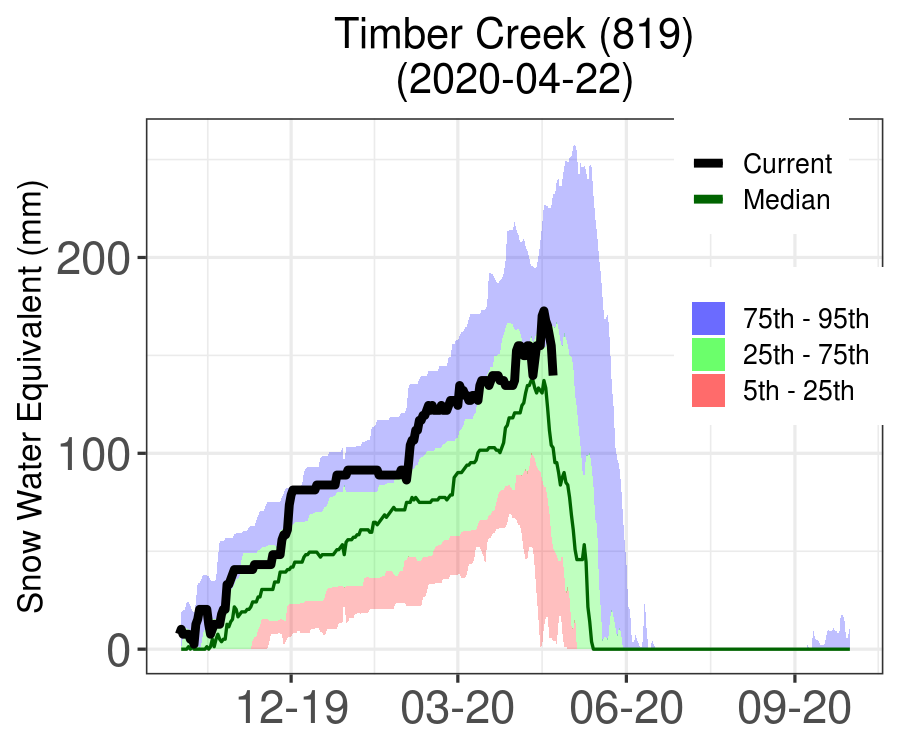 Timber Creek (819)
(2020-04-22)
Snow Water Equivalent (mm)
200
100
0
12-19
03-20
06-20
09-20
Current
Median
75th - 95th
25th - 75th
5th - 25th